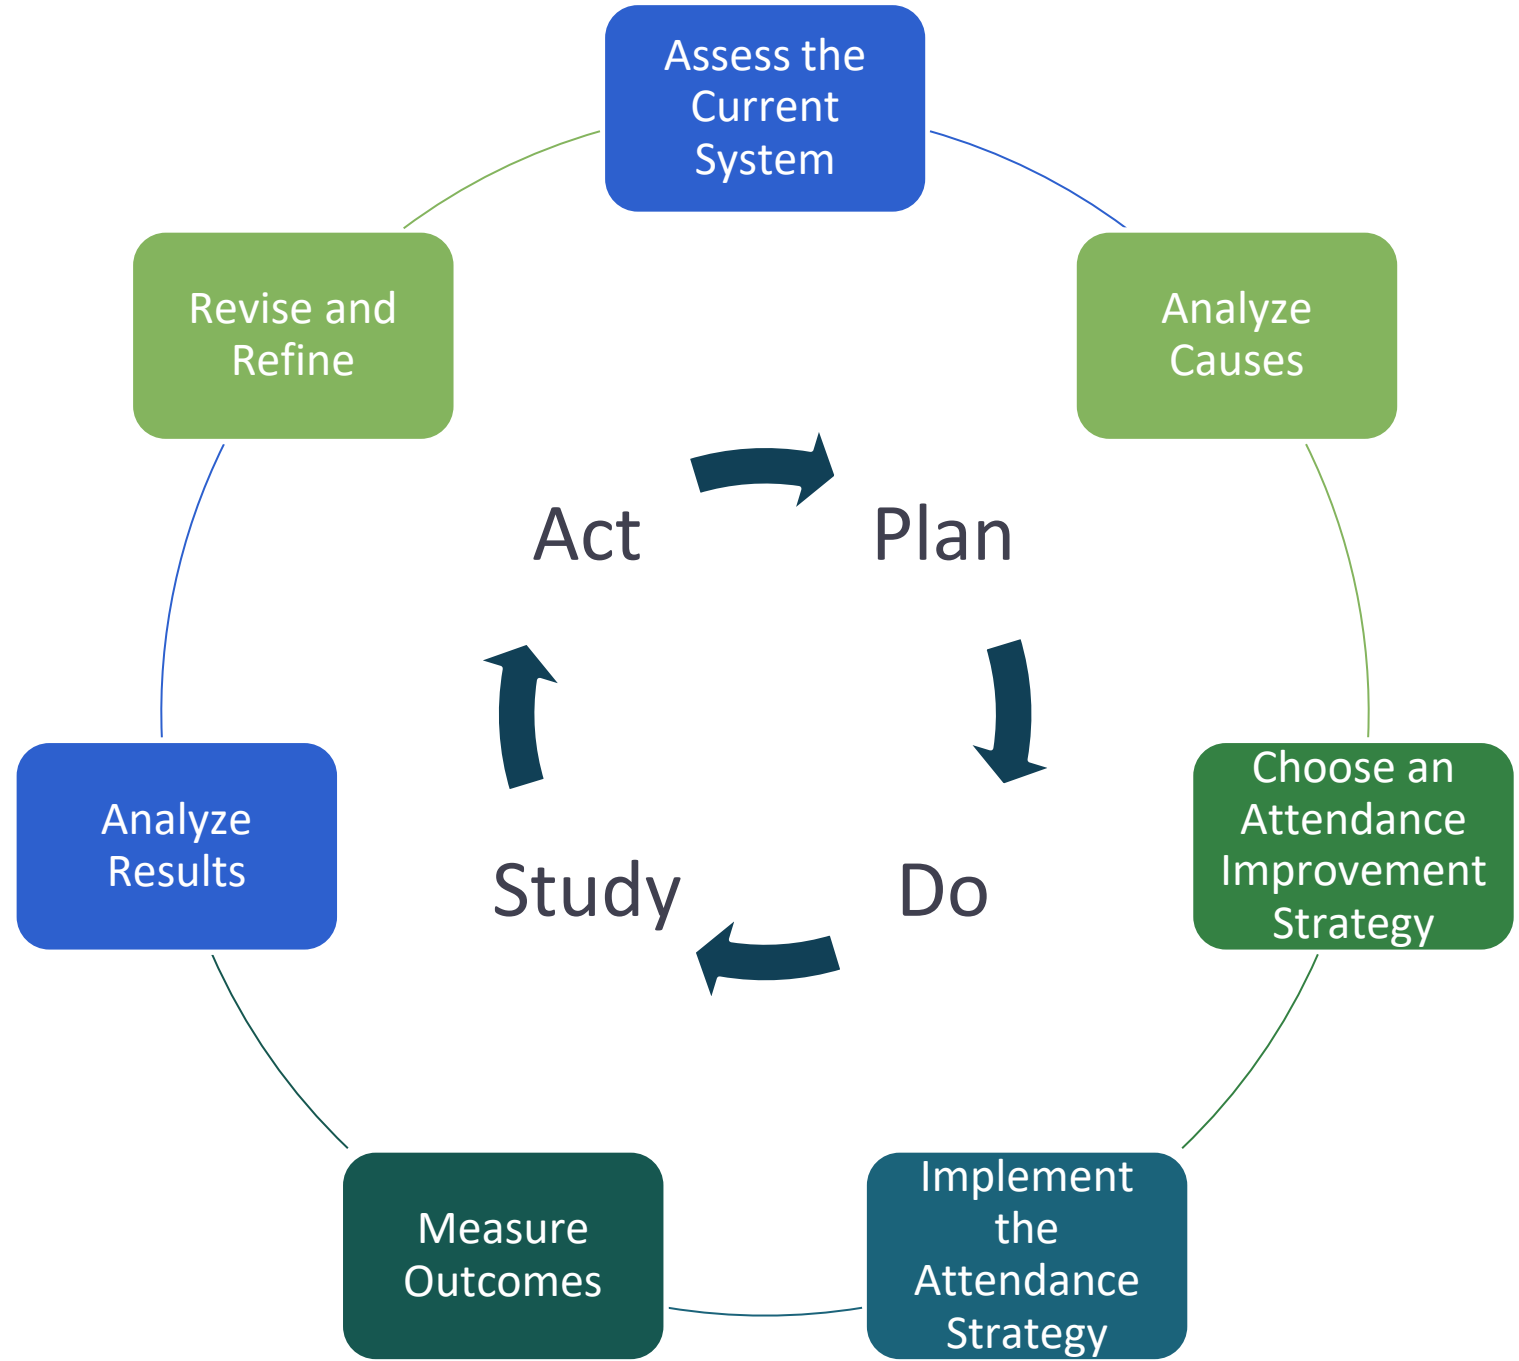 Assess the
Current
System
Analyze
Causes
Choose an
Attendance
Improvement
Strategy
Implement
the
Attendance
Strategy
Measure
Outcomes
Analyze
Results
Revise and
Refine
Act
Plan
Do
Study